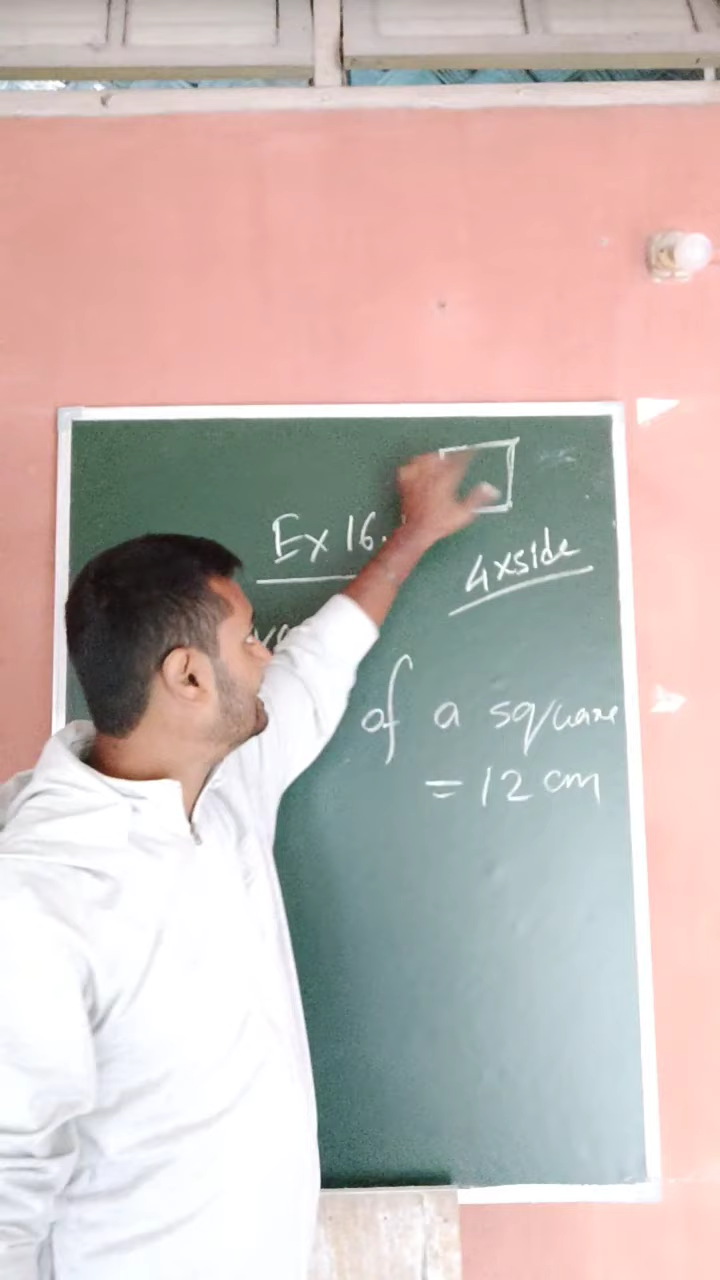 Ex 16.
4xside
of a square
= 12 cm